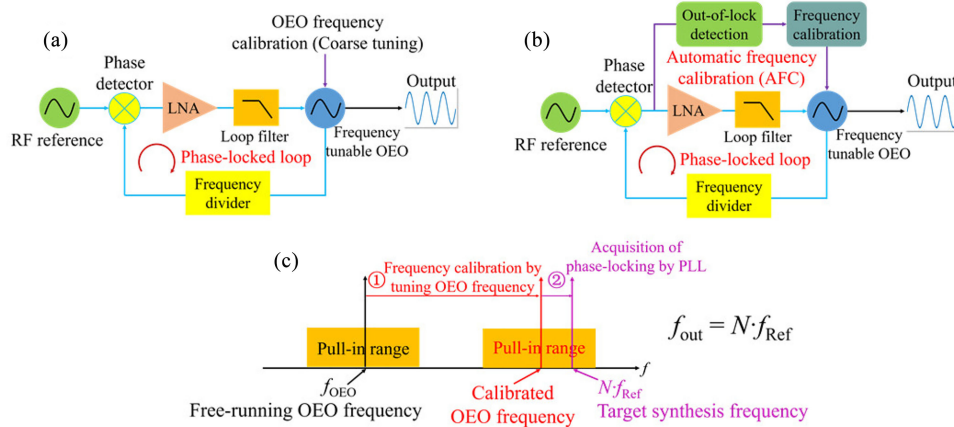 (a)
OEO frequency
calibration (Coarse tuning)
Phase
detector
LNA
Output
RF reference
Loop filter
Frequency
tunable OEO
Phase-locked loop
Frequency
divider
(b)
Out-of-lock
detection
Frequency
calibration
Automatic frequency
calibration (AFC)
Phase
detector
LNA
Output
RF reference
Loop filter
Frequency
tunable OEO
Phase-locked loop
Frequency
divider
(c)
Acquisition of
phase-locking by PLL
① Frequency calibration by
tuning OEO frequency
②
Pull-in range
Pull-in range
f
fOEO
Free-running OEO frequency
Calibrated
OEO frequency
N·fRef
Target synthesis frequency
fout = N·fRef